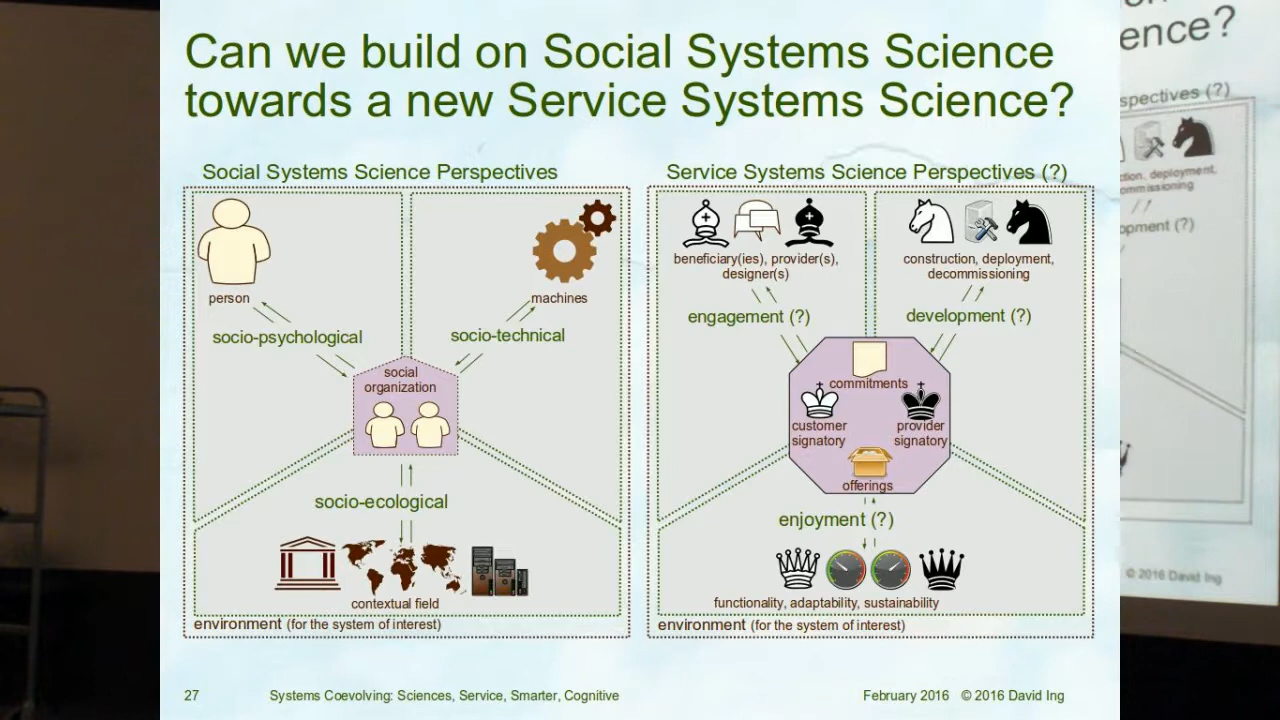 Can we build on Social Systems Science
towards a new Service Systems Science?
Social Systems Science Perspectives
person
machines
socio-psychological
socio-technical
social
organization
socio-ecological
contextual field
environment (for the system of interest)
Service Systems Science Perspectives (?)
beneficiary(ies), provider(s),
designer(s)
construction, deployment,
decommissioning
engagement (?)
development (?)
commitments
customer
signatory
provider
signatory
offerings
enjoyment (?)
functionality, adaptability, sustainability
environment (for the system of interest)
27
Systems Coevolving: Sciences, Service, Smarter, Cognitive
February 2016 © 2016 David Ing
ence?
spectives (?)
ction, deployment,
ommissioning
opment (?)
© 2016 David Ing